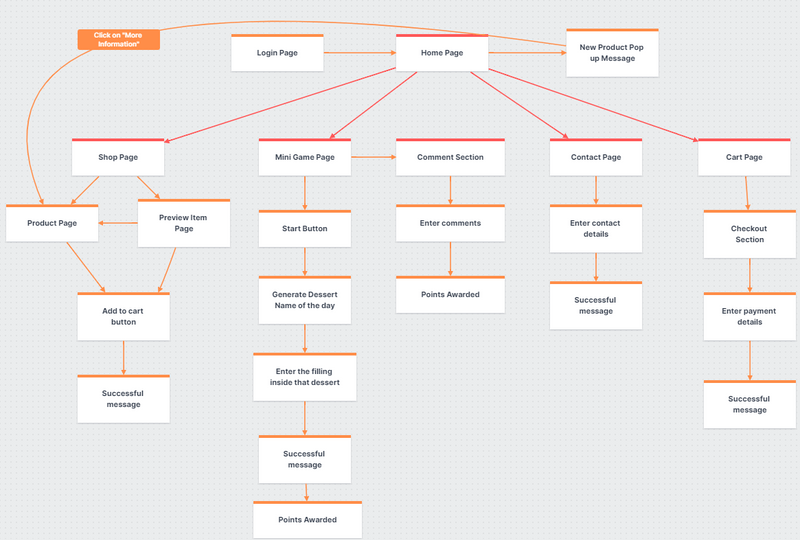 Click on "More
Information"
Login Page
Home Page
New Product Pop
up Message
Shop Page
Mini Game Page
Comment Section
Contact Page
Cart Page
Product Page
Preview Item
Page
Start Button
Enter comments
Enter contact
details
Checkout
Section
Add to cart
button
Generate Dessert
Name of the day
Points Awarded
Successful
message
Enter payment
details
Successful
message
Enter the filling
inside that dessert
Successful
message
Successful
message
Points Awarded